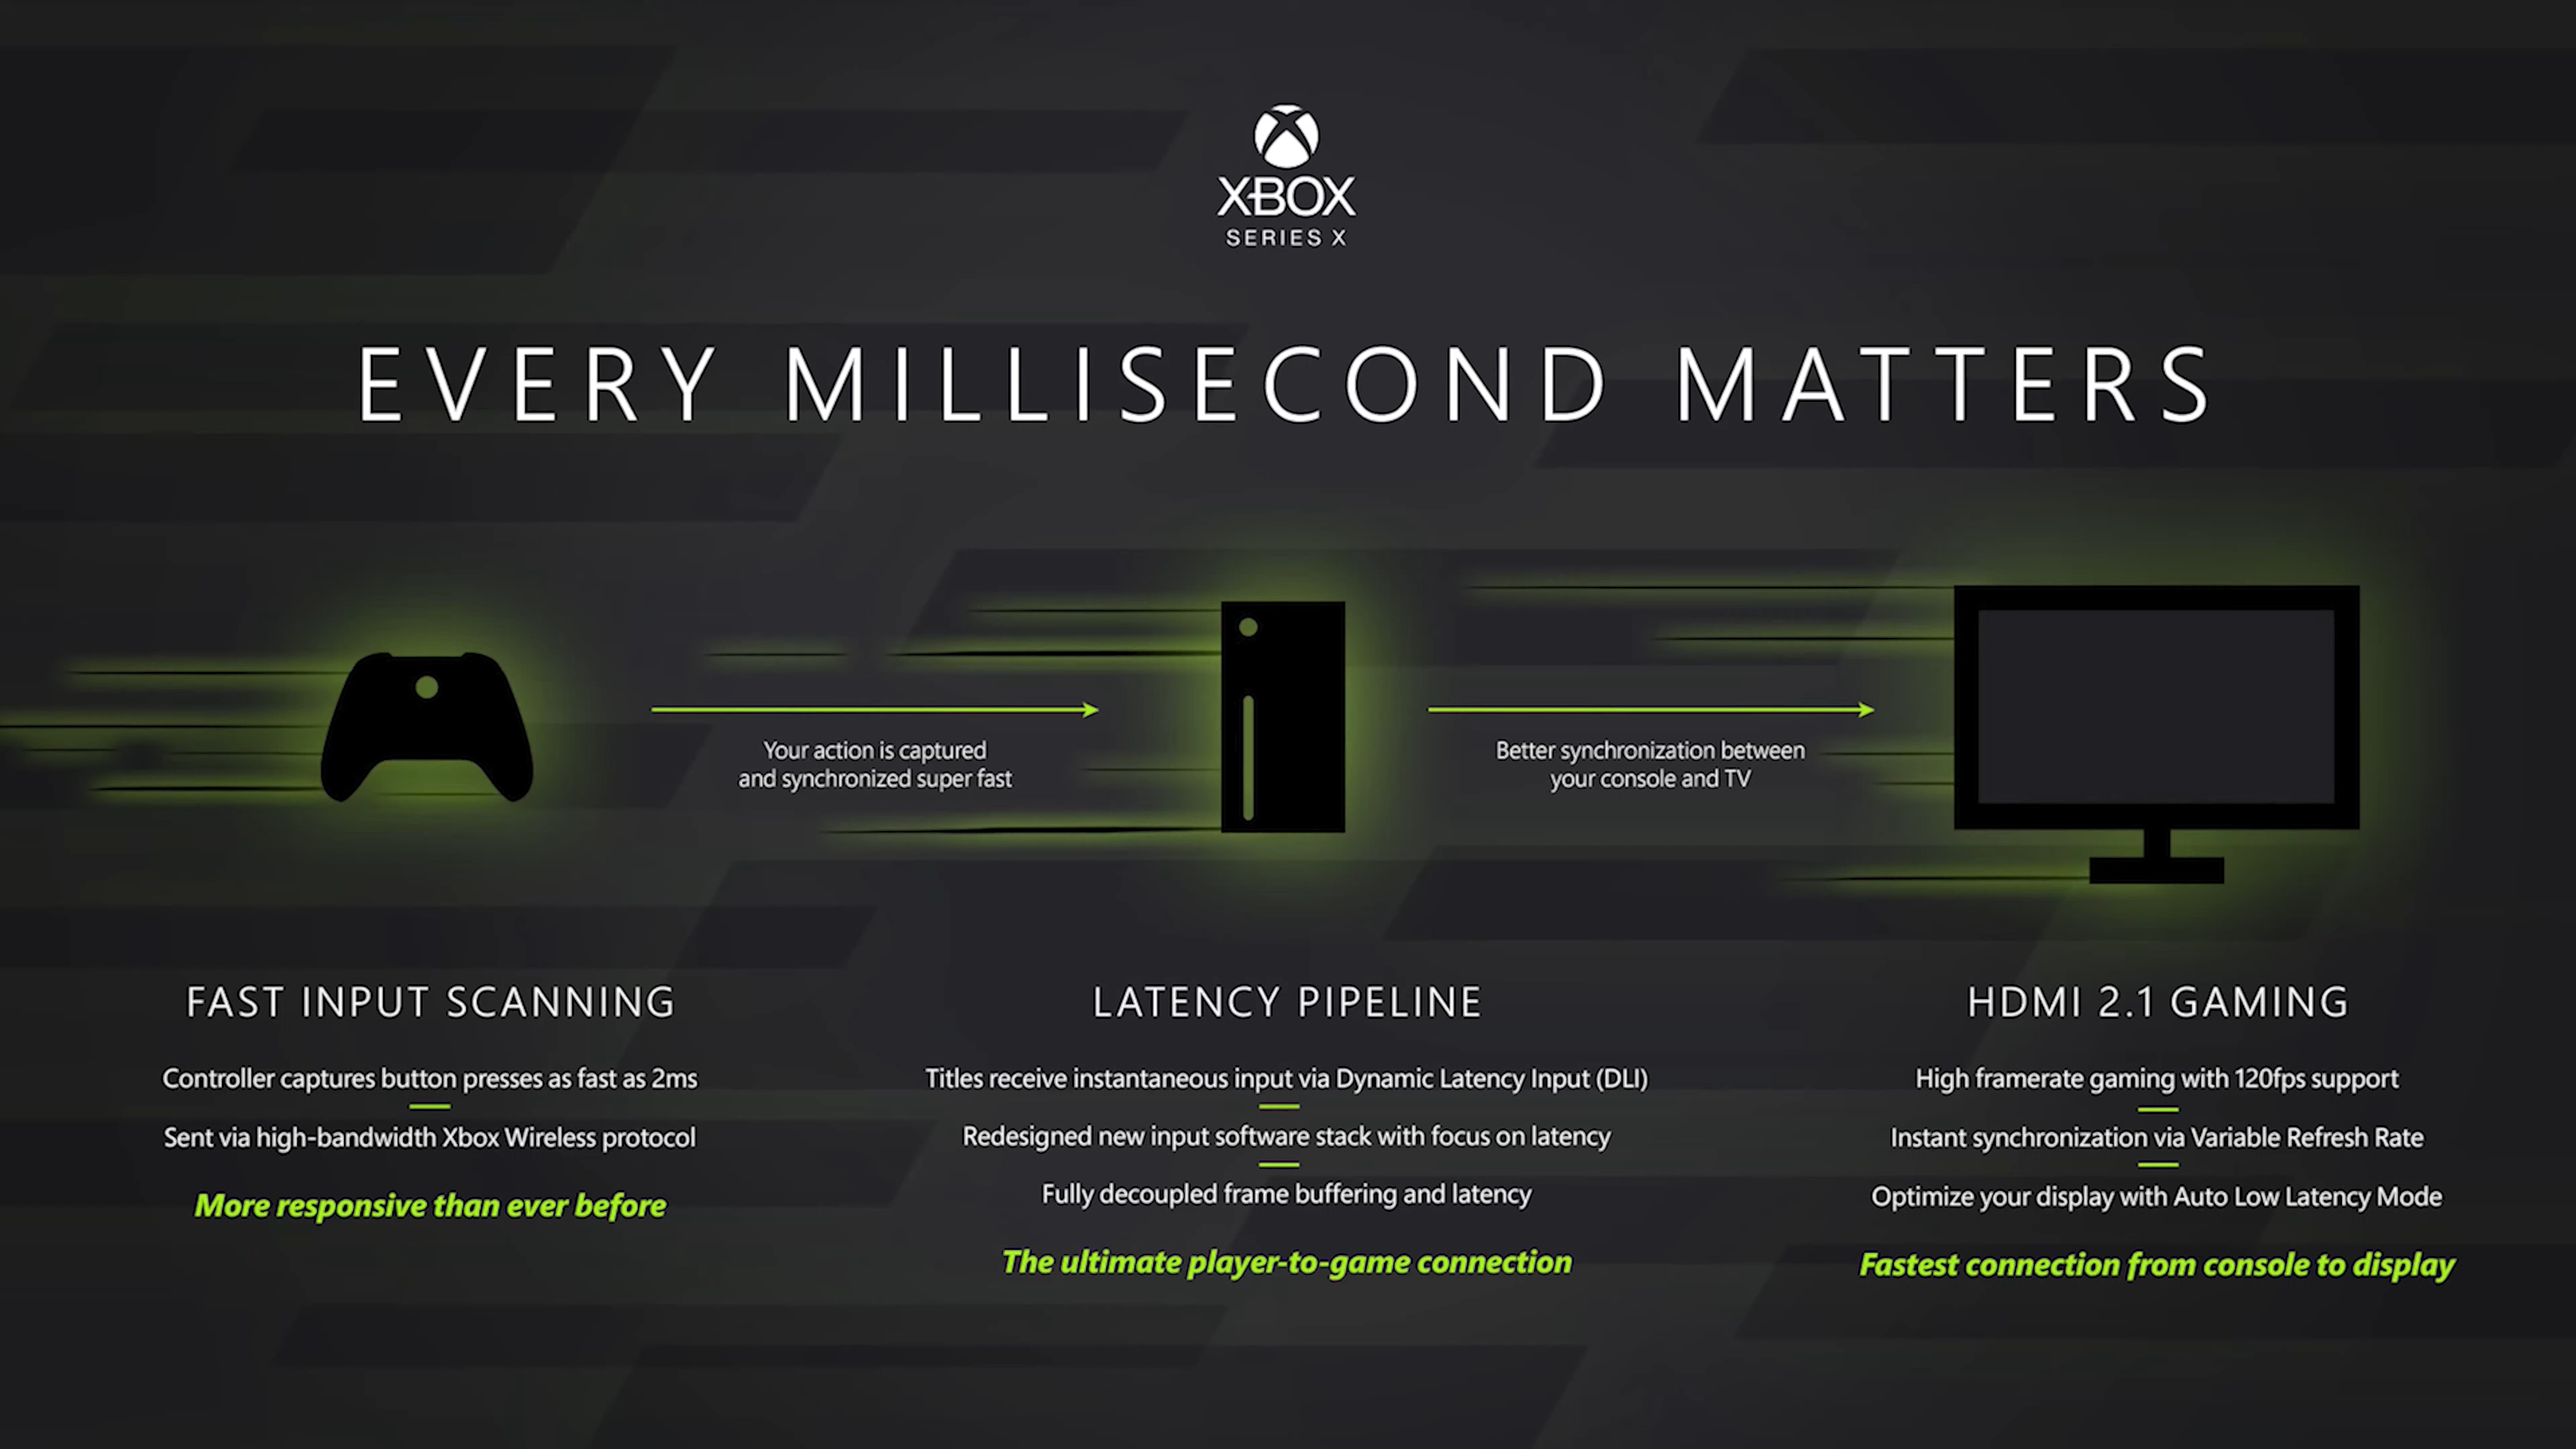 XBOX
SERIES X
EVERY MILLISECOND MATTERS
Your action is captured
and synchronized super fast
Better synchronization between
your console and TV
FAST INPUT SCANNING
Controller captures button presses as fast as 2ms
Sent via high-bandwidth Xbox Wireless protocol
More responsive than ever before
LATENCY PIPELINE
Titles receive instantaneous input via Dynamic Latency Input (DLI)
Redesigned new input software stack with focus on latency
Fully decoupled frame buffering and latency
The ultimate player-to-game connection
HDMI 2.1 GAMING
High framerate gaming with 120fps support
Instant synchronization via Variable Refresh Rate
Optimize your display with Auto Low Latency Mode
Fastest connection from console to display